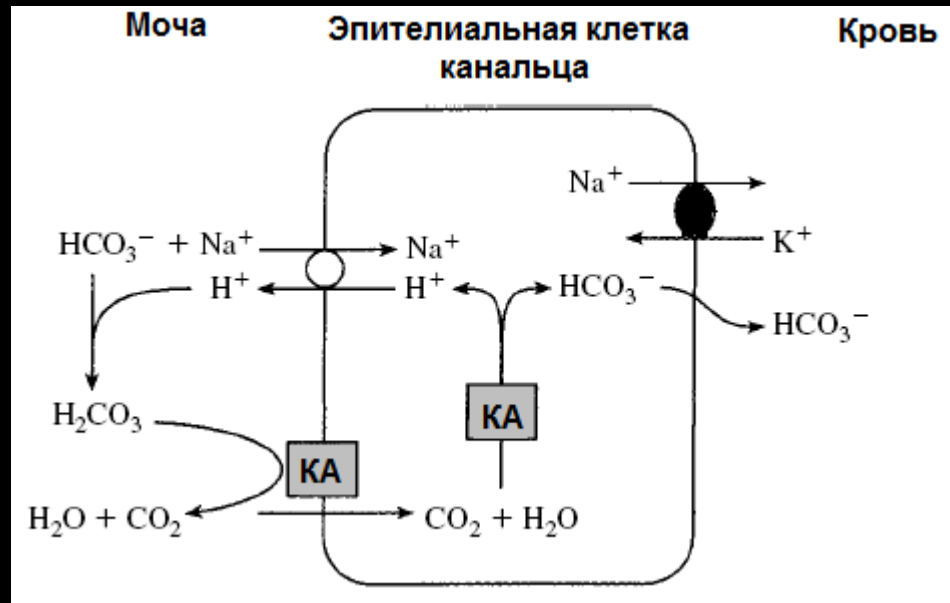 Моча
Эпителиальная клетка
канальца
Кровь
Na⁺
HCO₃⁻ + Na⁺
Na⁺
K⁺
H⁺
H⁺
HCO₃⁻
HCO₃⁻
H₂CO₃
КА
КА
H₂O + CO₂
CO₂ + H₂O